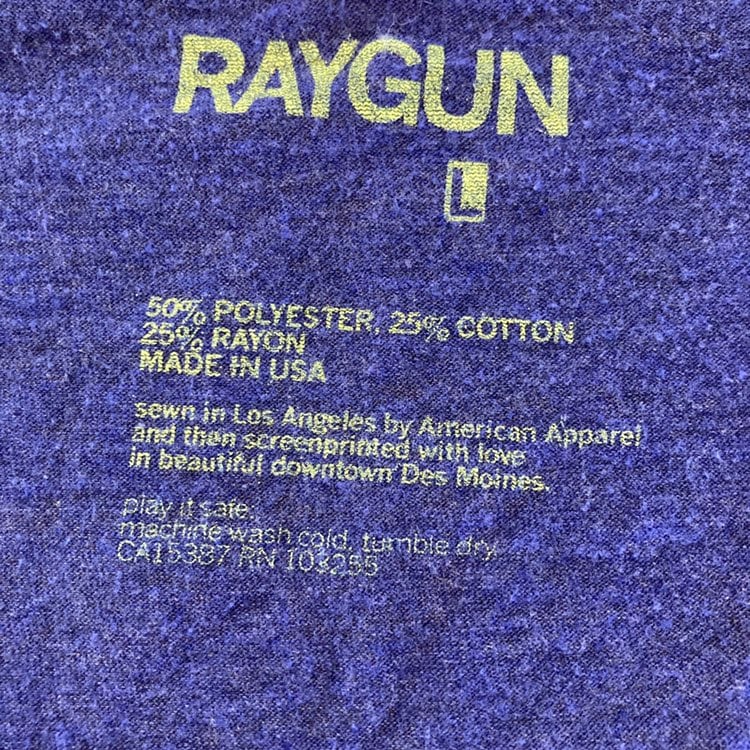 RAYGUN
L
50% POLYESTER, 25% COTTON
25% RAYON
MADE IN USA
sewn in Los Angeles by American Apparel
and then screenprinted with love
in beautiful downtown Des Moines.
play it safe.
machine wash cold, tumble dry
CA15387 RN 103255